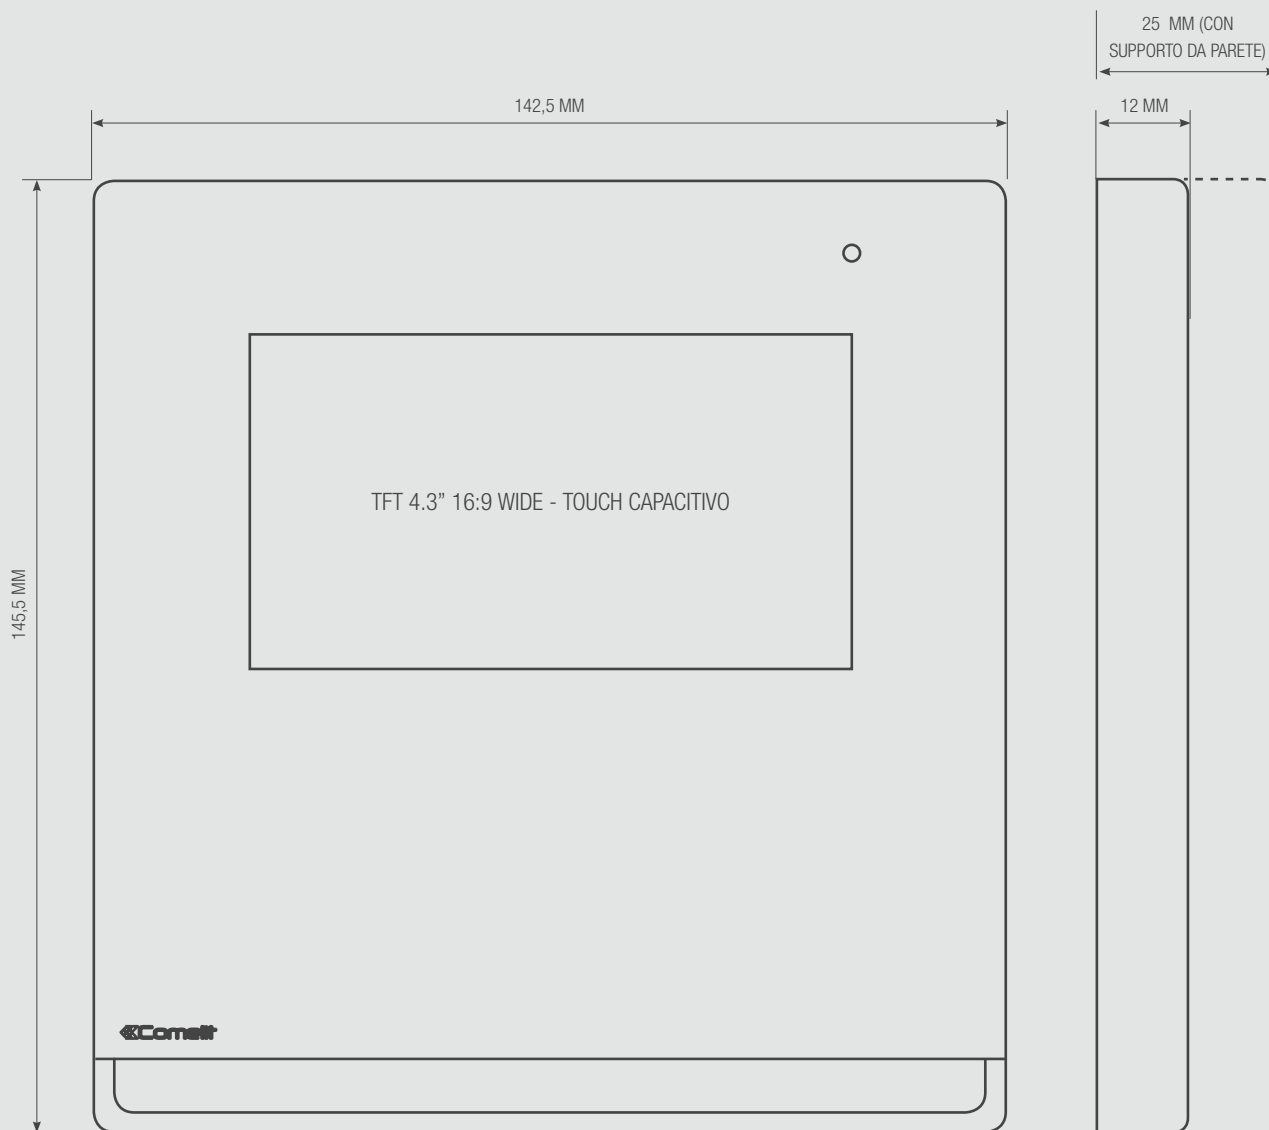 25 MM (CON
SUPPORTO DA PARETE)
142,5 MM
12 MM
TFT 4.3” 16:9 WIDE - TOUCH CAPACITIVO
145,5 MM
Comelit